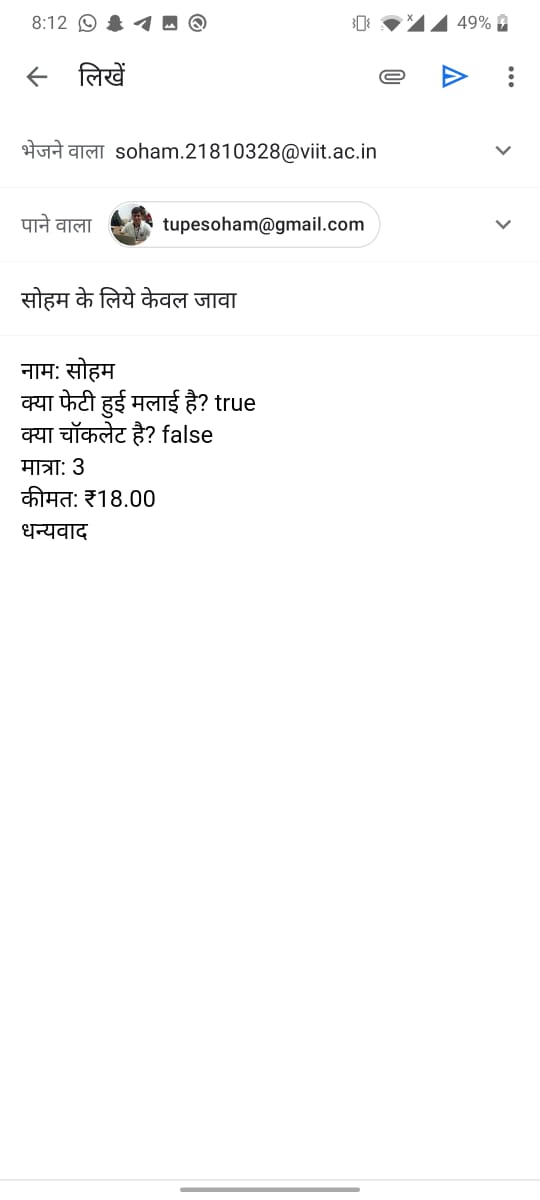 8:12 49%
लिखें
भेजने वाला soham.21810328@viit.ac.in
पाने वाला tupesoham@gmail.com
सोहम के लिये केवल जावा
नाम: सोहम
क्या फेटी हुई मलाई है? true
क्या चॉकलेट है? false
मात्रा: 3
कीमत: ₹18.00
धन्यवाद